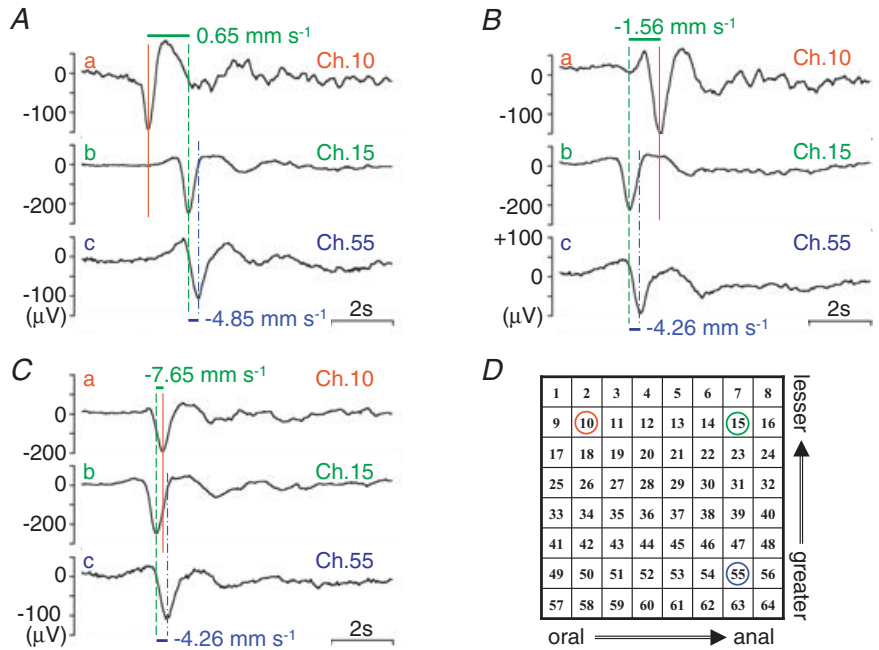 A
0.65 mm s⁻¹
a
Ch.10
0
-100
b
Ch.15
0
-200
c
Ch.55
0
-100
(μV)
-4.85 mm s⁻¹
2s
B
-1.56 mm s⁻¹
a
Ch.10
0
-100
b
Ch.15
0
-200
+100
c
Ch.55
0
-100
(μV)
-4.26 mm s⁻¹
2s
C
-7.65 mm s⁻¹
a
Ch.10
0
-200
b
Ch.15
0
-200
c
Ch.55
0
-100
(μV)
-4.26 mm s⁻¹
2s
D
1 2 3 4 5 6 7 8
9 10 11 12 13 14 15 16
17 18 19 20 21 22 23 24
25 26 27 28 29 30 31 32
33 34 35 36 37 38 39 40
41 42 43 44 45 46 47 48
49 50 51 52 53 54 55 56
57 58 59 60 61 62 63 64
lesser
greater
oral anal